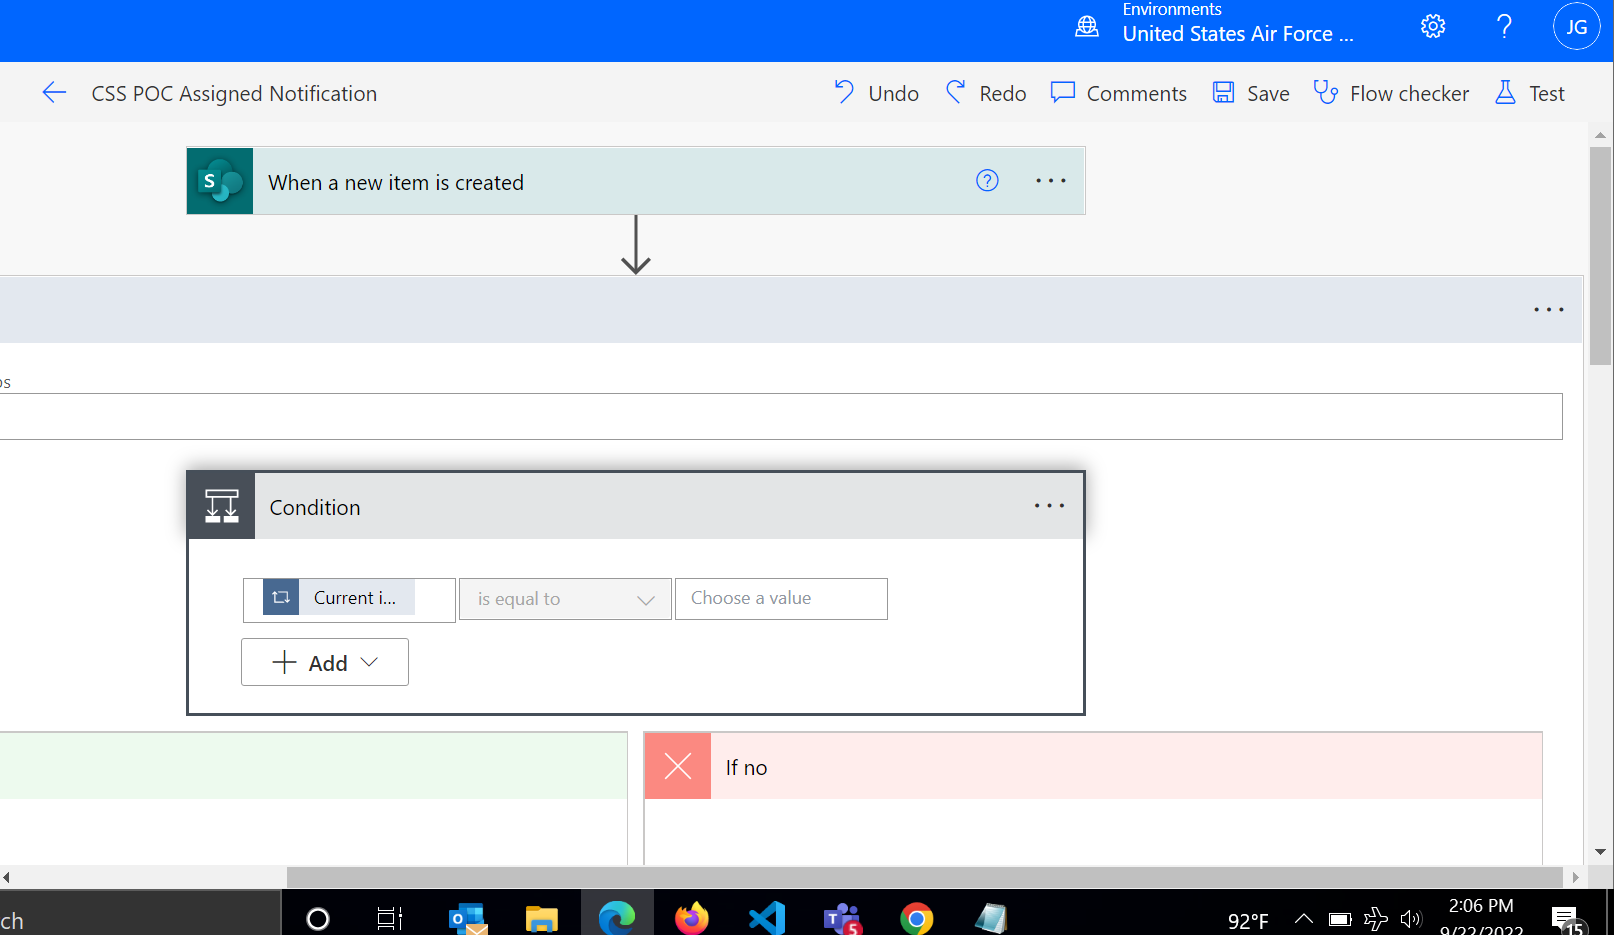 Environments
United States Air Force ...
JG
CSS POC Assigned Notification
Undo
Redo
Comments
Save
Flow checker
Test
S
When a new item is created
Condition
Current i...
is equal to
Choose a value
Add
If no
ch
T
5
92°F
2:06 PM
9/22/2022
15